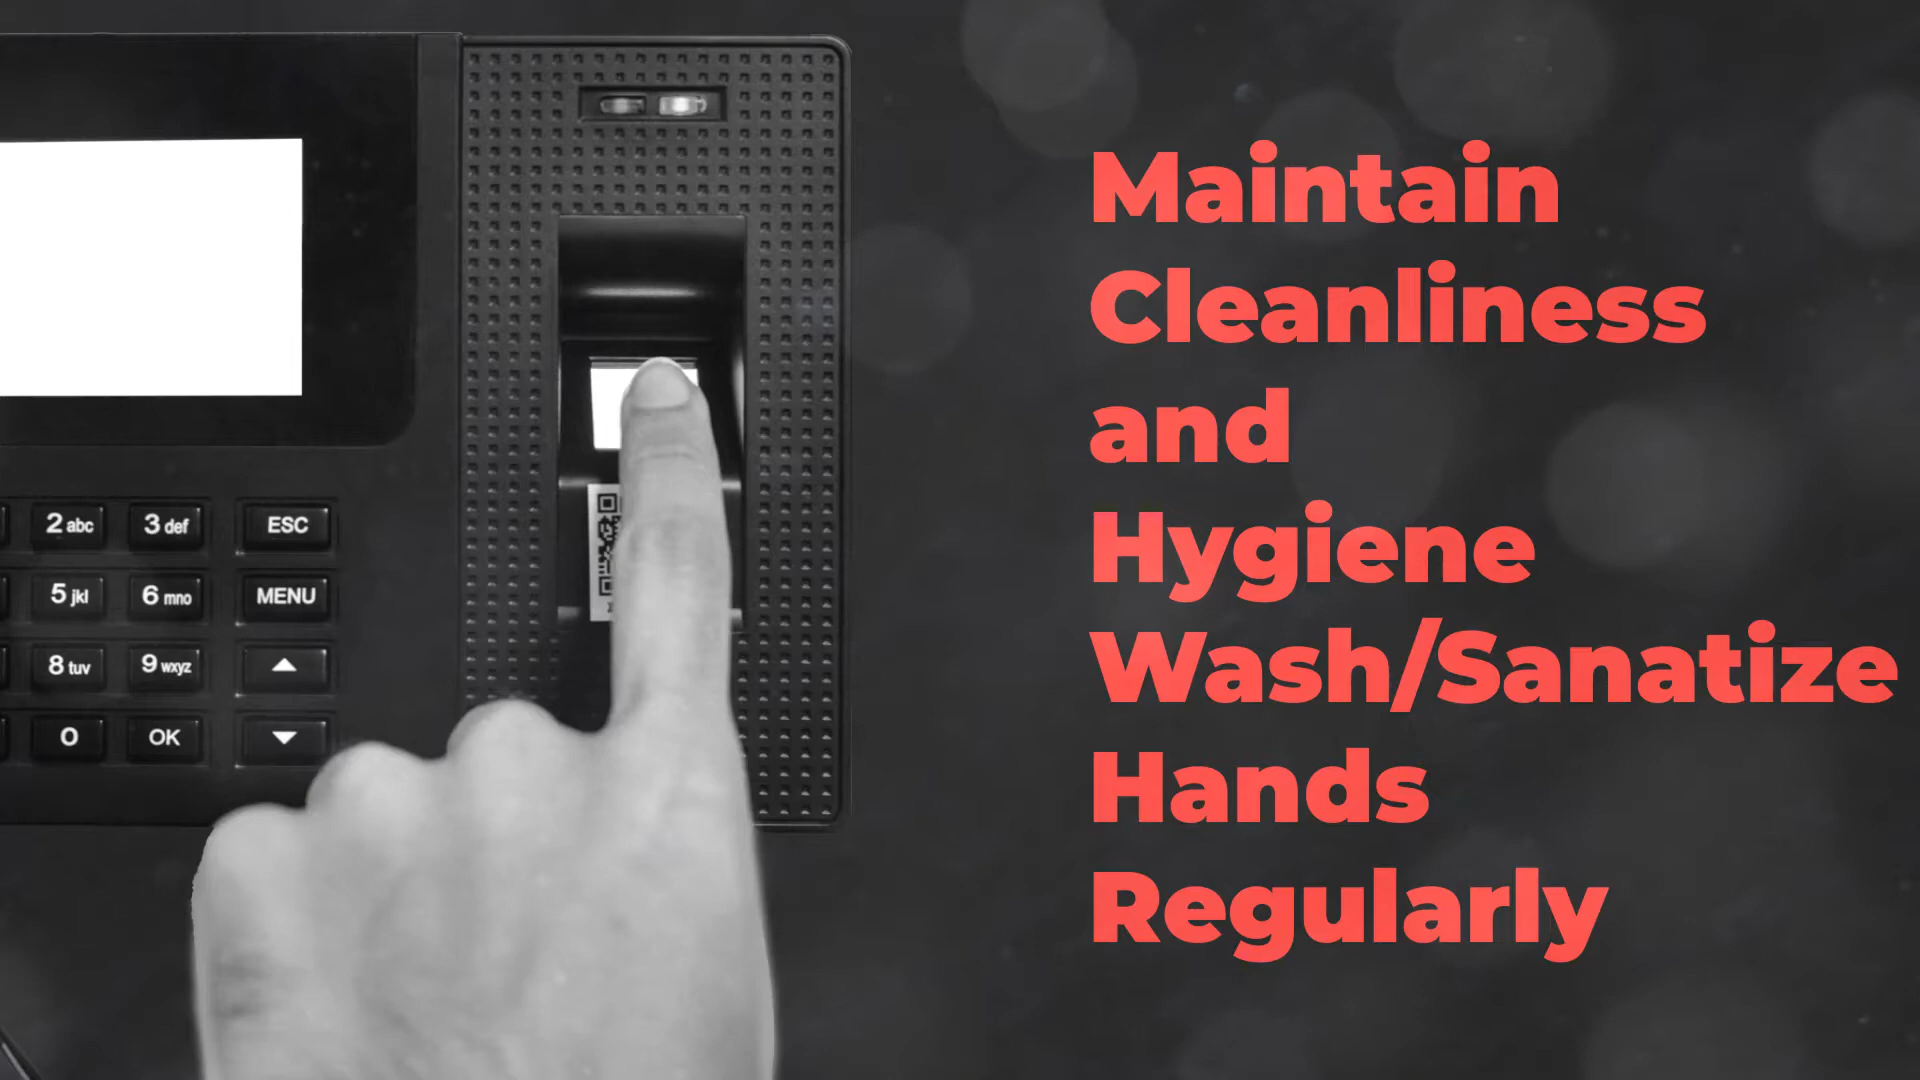 Maintain
Cleanliness
and
Hygiene
Wash/Sanatize
Hands
Regularly
2 abc
3 def
ESC
5 jkl
6 mno
MENU
8 tuv
9 wxyz
0
OK